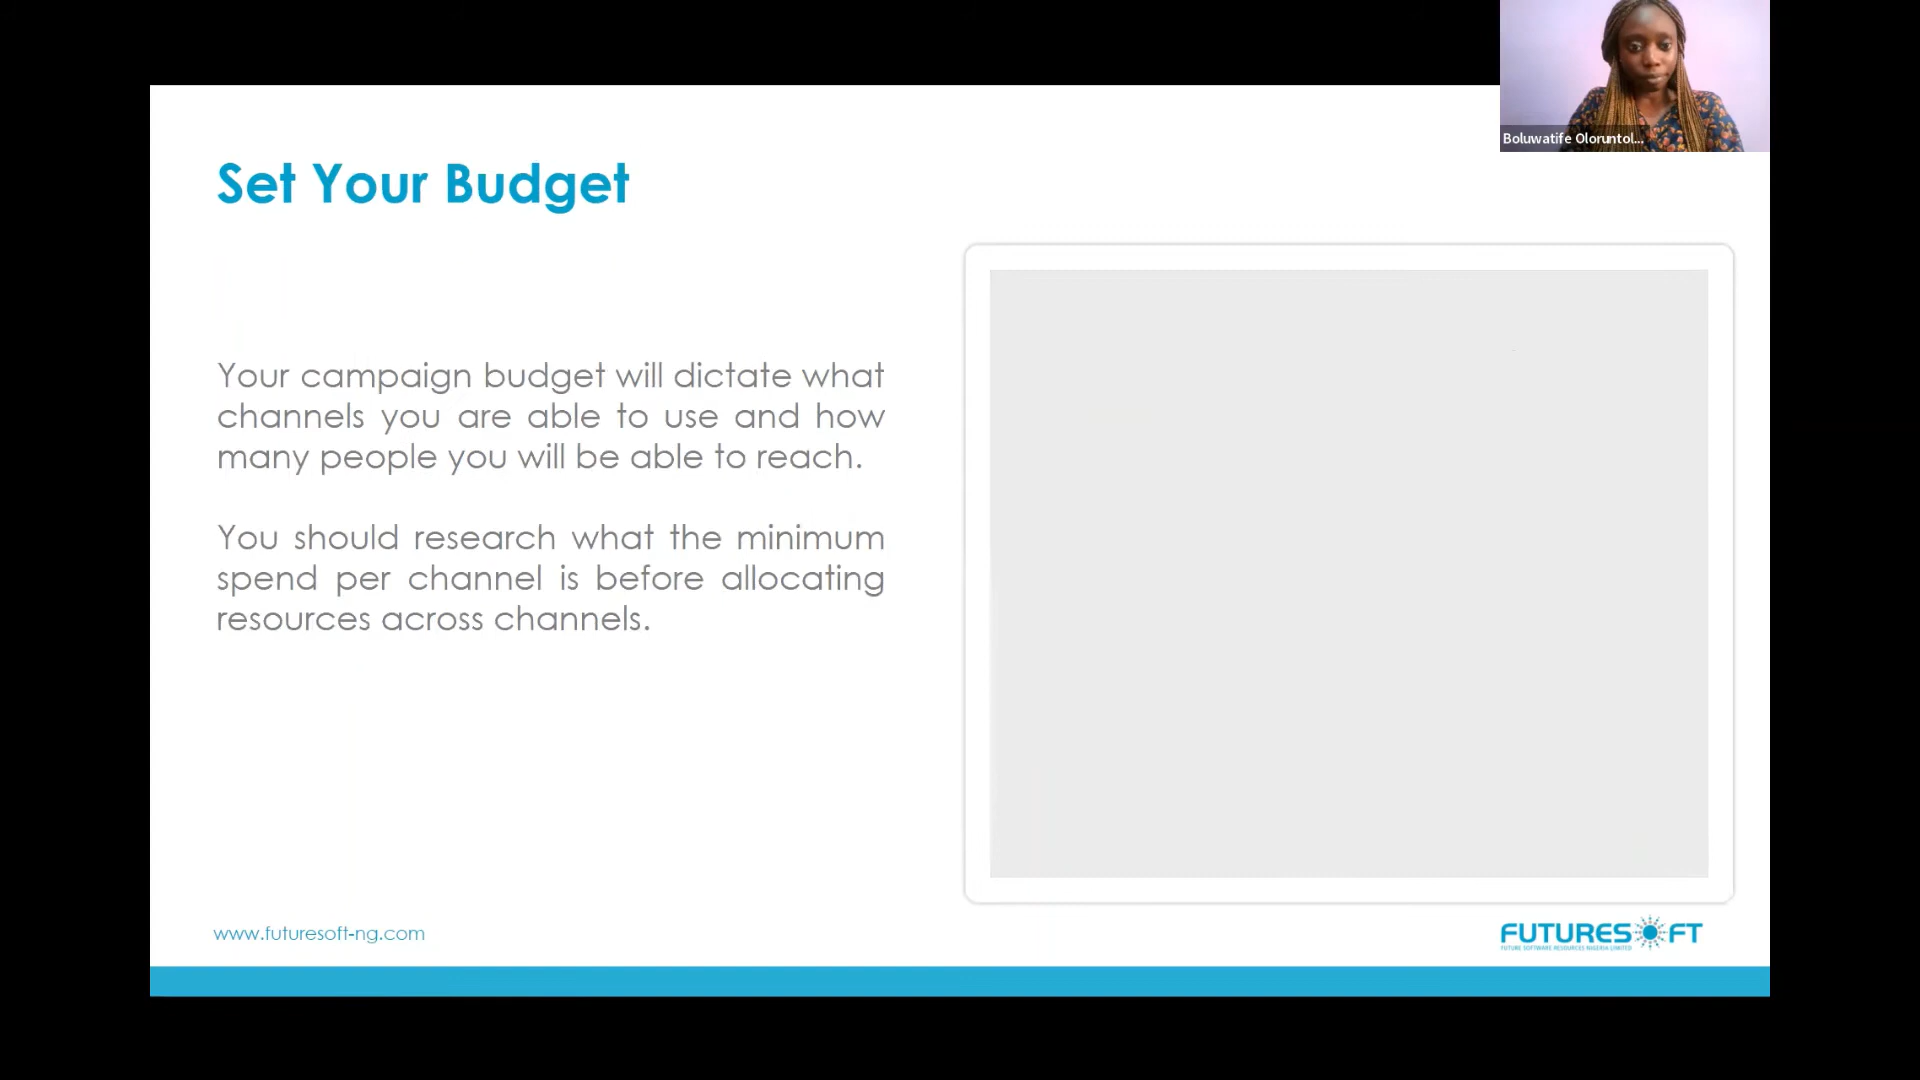 Boluwatife Oloruntol...
Set Your Budget
Your campaign budget will dictate what
channels you are able to use and how
many people you will be able to reach.
You should research what the minimum
spend per channel is before allocating
resources across channels.
www.futuresoft-ng.com
FUTURESOFT
FUTURE SOFTWARE RESOURCES NIGERIA LIMITED